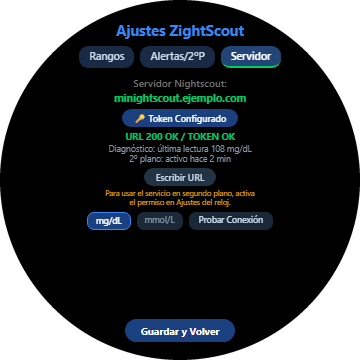 Ajustes ZightScout
Rangos Alertas/2ºP Servidor
Servidor Nightscout:
minightscout.ejemplo.com
🔑 Token Configurado
URL 200 OK / TOKEN OK
Diagnóstico: última lectura 108 mg/dL
2º plano: activo hace 2 min
Escribir URL
Para usar el servicio en segundo plano, activa
el permiso en Ajustes del reloj.
mg/dL mmol/L Probar Conexión
Guardar y Volver